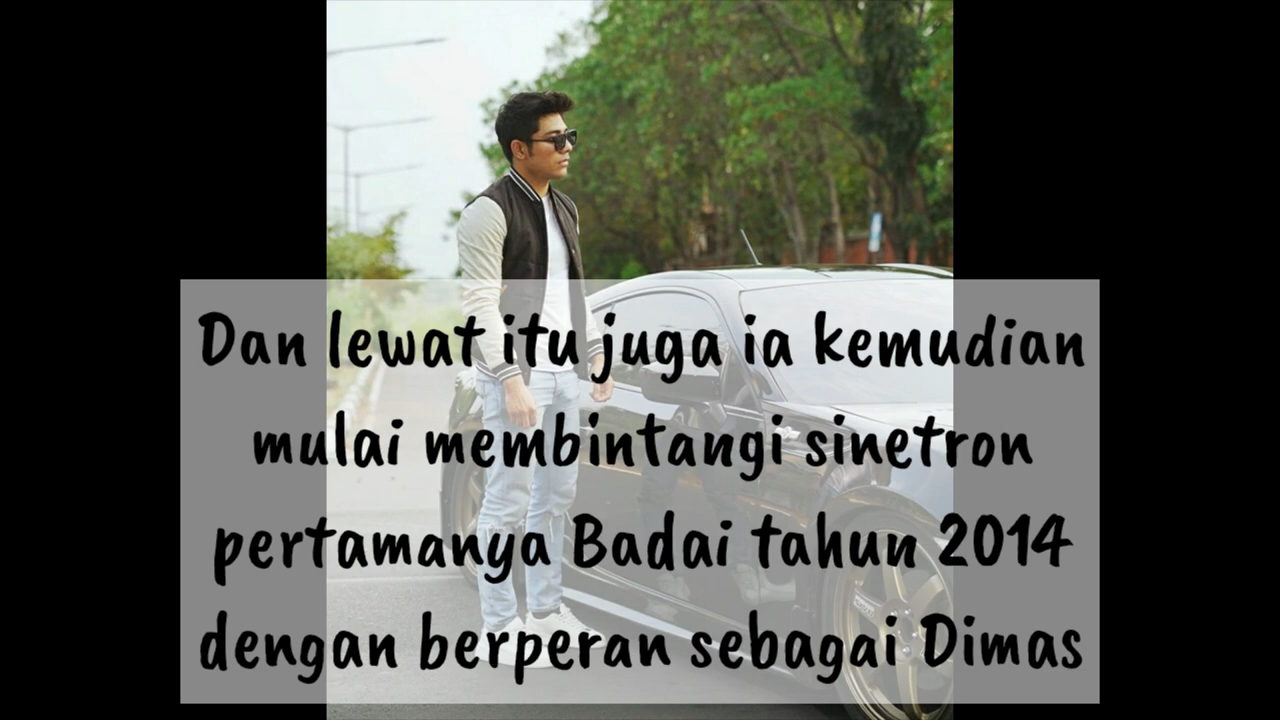 Dan lewat itu juga ia kemudian
mulai membintangi sinetron
pertamanya Badai tahun 2014
dengan berperan sebagai Dimas